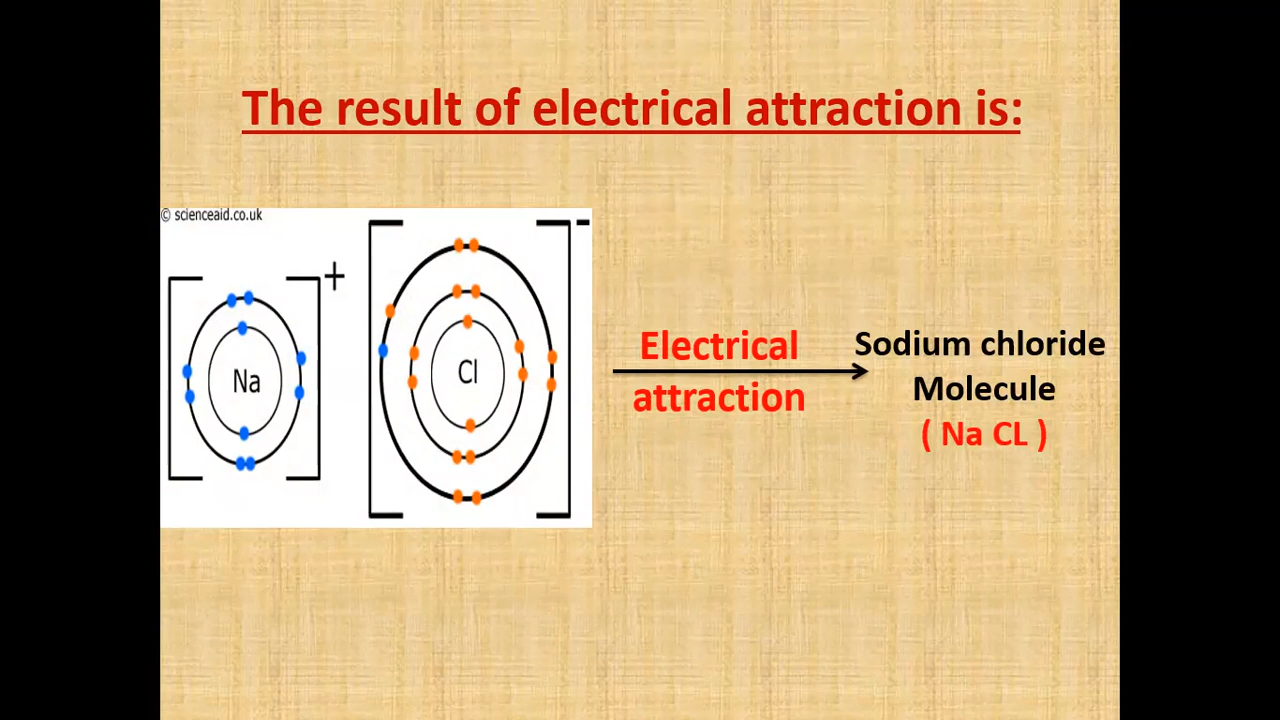 The result of electrical attraction is:
© scienceaid.co.uk
Na
+
Cl
-
Electrical
attraction
Sodium chloride
Molecule
( Na CL )